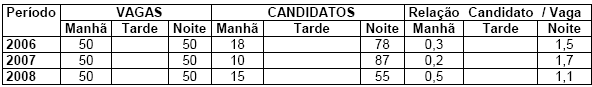 Período VAGAS CANDIDATOS Relação Candidato / Vaga
Manhã Tarde Noite Manhã Tarde Noite Manhã Tarde Noite
2006 50 50 18 78 0,3 1,5
2007 50 50 10 87 0,2 1,7
2008 50 50 15 55 0,5 1,1